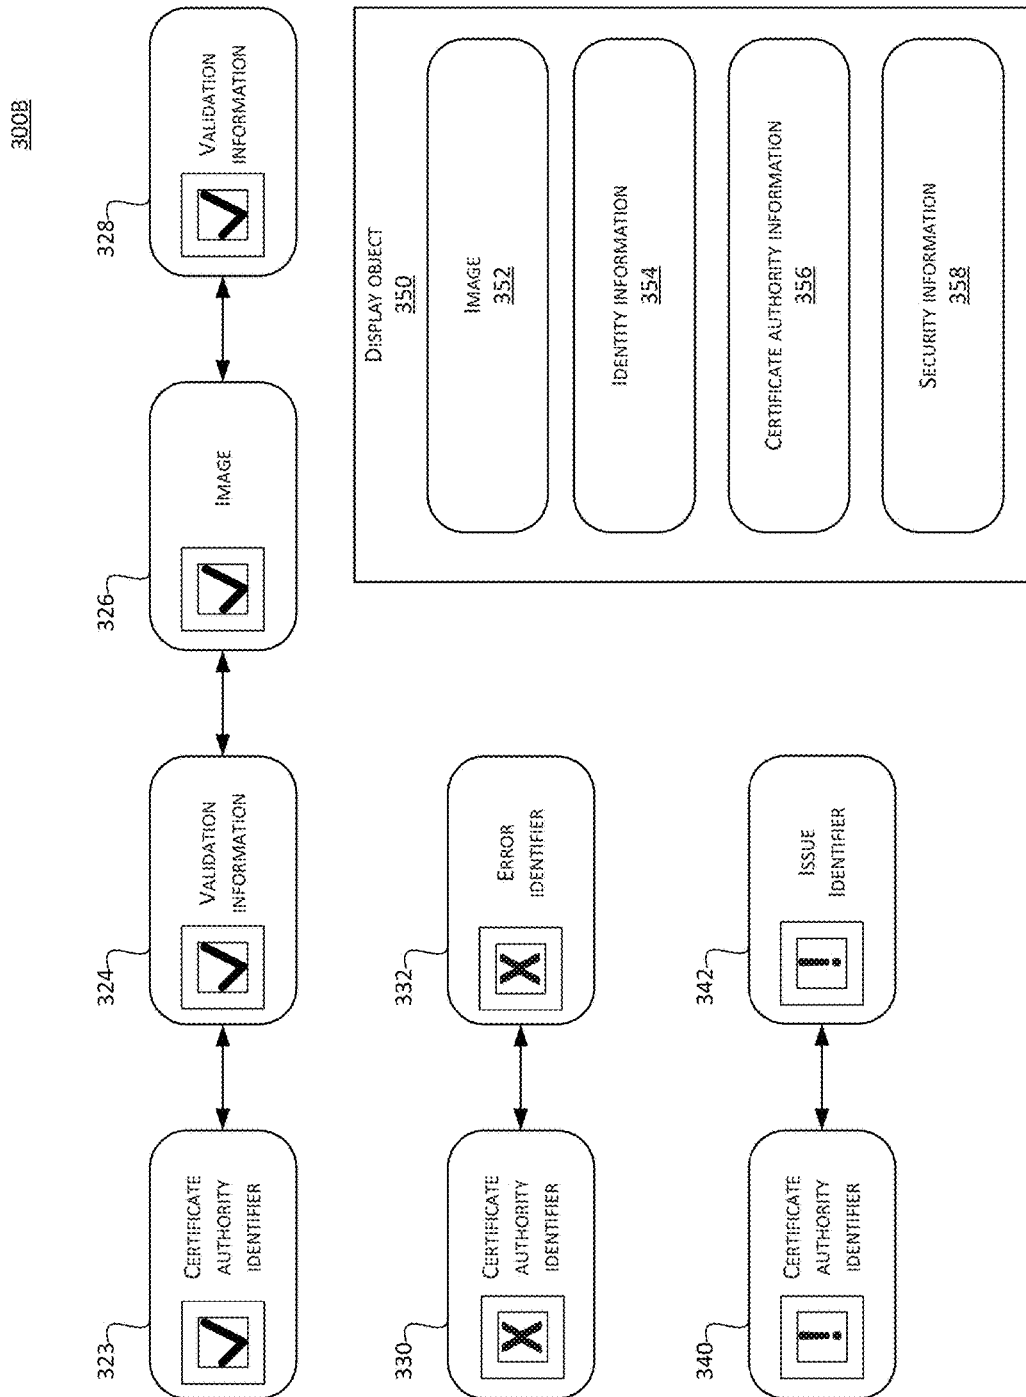 300B
323
CERTIFICATE
AUTHORITY
IDENTIFIER
324
VALIDATION
INFORMATION
326
IMAGE
328
VALIDATION
INFORMATION
330
X
CERTIFICATE
AUTHORITY
IDENTIFIER
332
X
ERROR
IDENTIFIER
340
!
CERTIFICATE
AUTHORITY
IDENTIFIER
342
!
ISSUE
IDENTIFIER
DISPLAY OBJECT
350
IMAGE
352
IDENTITY INFORMATION
354
CERTIFICATE AUTHORITY INFORMATION
356
SECURITY INFORMATION
358